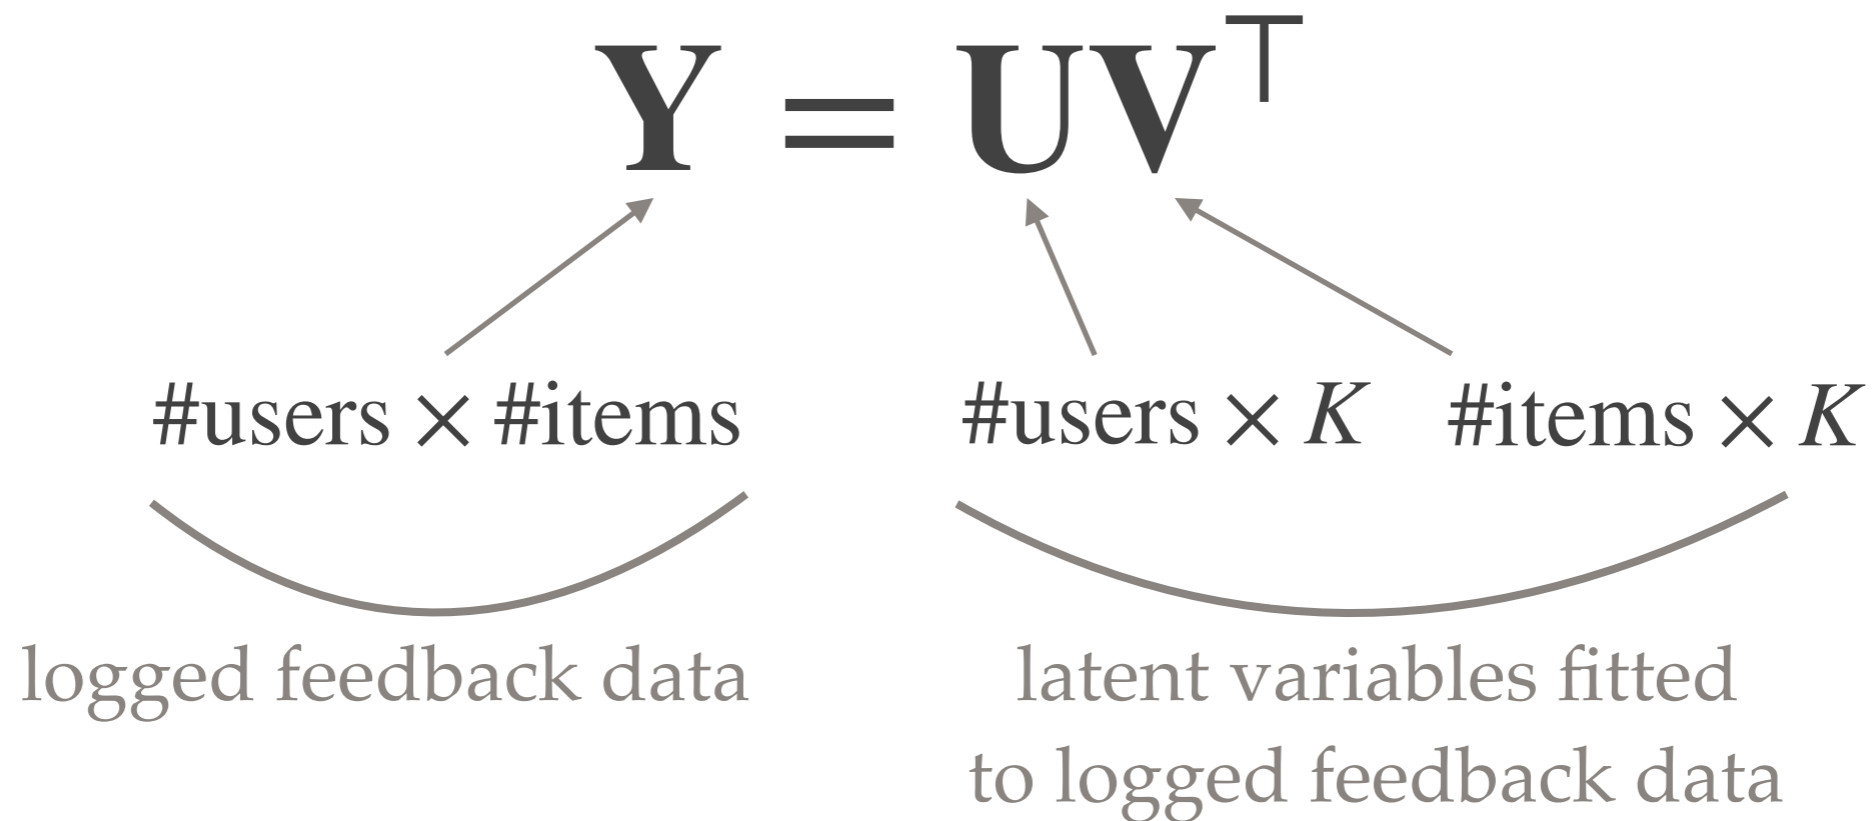 Y = UV⊤
#users × #items #users × K #items × K
logged feedback data latent variables fitted
to logged feedback data